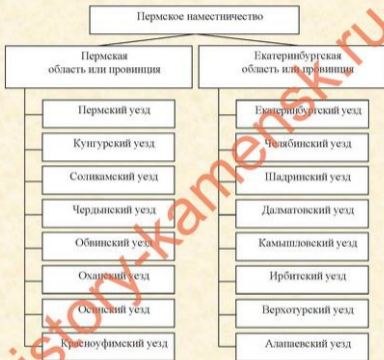 Пермское наместничество
Пермская
область или провинция
Пермский уезд
Кунгурский уезд
Соликамский уезд
Чердынский уезд
Обвинский уезд
Оханский уезд
Осинский уезд
Красноуфимский уезд
Екатеринбургская
область или провинция
Екатеринбургский уезд
Челябинский уезд
Шадринский уезд
Далматовский уезд
Камышловский уезд
Ирбитский уезд
Верхотурский уезд
Алапаевский уезд
history-kamensk.ru